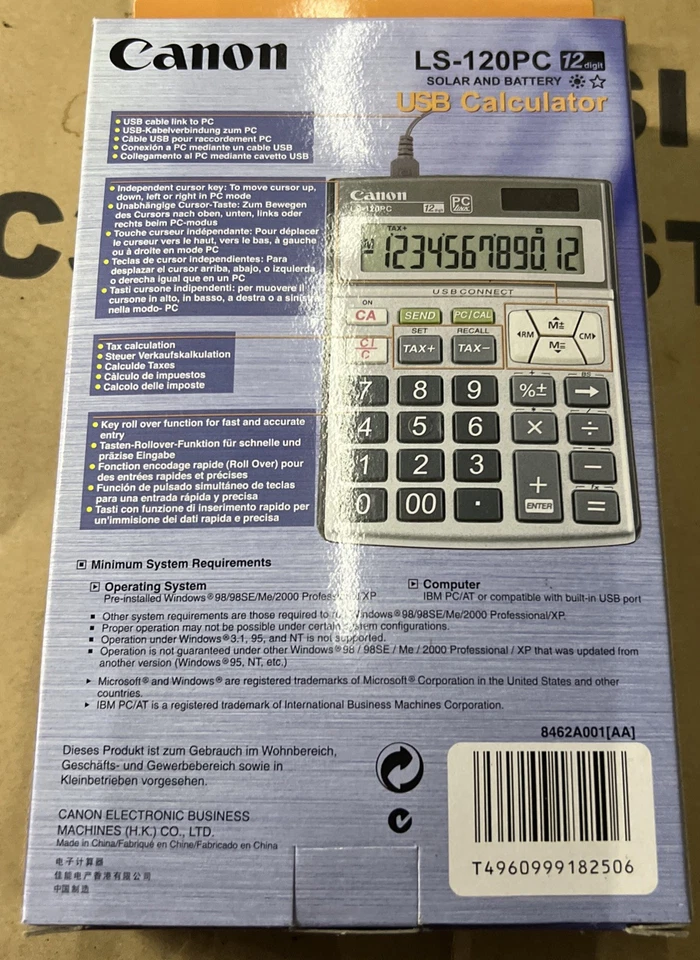 Canon
LS-120PC 12 digit
SOLAR AND BATTERY
USB Calculator
• USB cable link to PC
• USB-Kabelverbindung zum PC
• Câble USB pour raccordement PC
• Conexión a PC mediante un cable USB
• Collegamento al PC mediante cavetto USB
• Independent cursor key: To move cursor up,
down, left or right in PC mode
• Unabhängige Cursor-Taste: Zum Bewegen
des Cursors nach oben, unten, links oder
rechts beim PC-modus
• Touche curseur indépendante: Pour déplacer
le curseur vers le haut, vers le bas, à gauche
ou à droite en mode PC
• Teclas de cursor independientes: Para
desplazar el cursor arriba, abajo, o izquierda
o derecha igual que en un PC
• Tasti cursone indipendenti: per muovere il
cursone in alto, in basso, a destra o a sinistra
nella modo- PC
• Tax calculation
• Steuer Verkaufskalkulation
• Calculde Taxes
• Càlculo de impuestos
• Calcolo delle imposte
• Key roll over function for fast and accurate
entry
• Tasten-Rollover-Funktion für schnelle und
präzise Eingabe
• Fonction encodage rapide (Roll Over) pour
des entrées rapides et précises
• Función de pulsado simultáneo de teclas
para una entrada rápida y precisa
• Tasti con funzione di inserimento rapido per
un'immisione dei dati rapida e precisa
Canon
LS-120PC 12 digit PC Link
TAX+
123456789012
USB CONNECT
ON
CA SEND PC/CAL
SET RECALL
CI/C TAX+ TAX−
M±
◀RM CM▶
M=
7 8 9 %± →
4 5 6 × ÷
1 2 3 + −
ENTER
0 00 . =
Minimum System Requirements
Operating System
Pre-installed Windows®98/98SE/Me/2000 Professional/XP
Computer
IBM PC/AT or compatible with built-in USB port
▪ Other system requirements are those required to run Windows®98/98SE/Me/2000 Professional/XP.
▪ Proper operation may not be possible under certain system configurations.
▪ Operation under Windows®3.1, 95, and NT is not supported.
▪ Operation is not guaranteed under other Windows®98 / 98SE / Me / 2000 Professional / XP that was updated from
another version (Windows®95, NT, etc.)
▸ Microsoft® and Windows® are registered trademarks of Microsoft® Corporation in the United States and other
countries.
▸ IBM PC/AT is a registered trademark of International Business Machines Corporation.
8462A001[AA]
Dieses Produkt ist zum Gebrauch im Wohnbereich,
Geschäfts- und Gewerbebereich sowie in
Kleinbetrieben vorgesehen.
CANON ELECTRONIC BUSINESS
MACHINES (H.K.) CO., LTD.
Made in China/Fabriqué en Chine/Fabricado en China
电子计算器
佳能电产香港有限公司
中国制造
T4960999182506